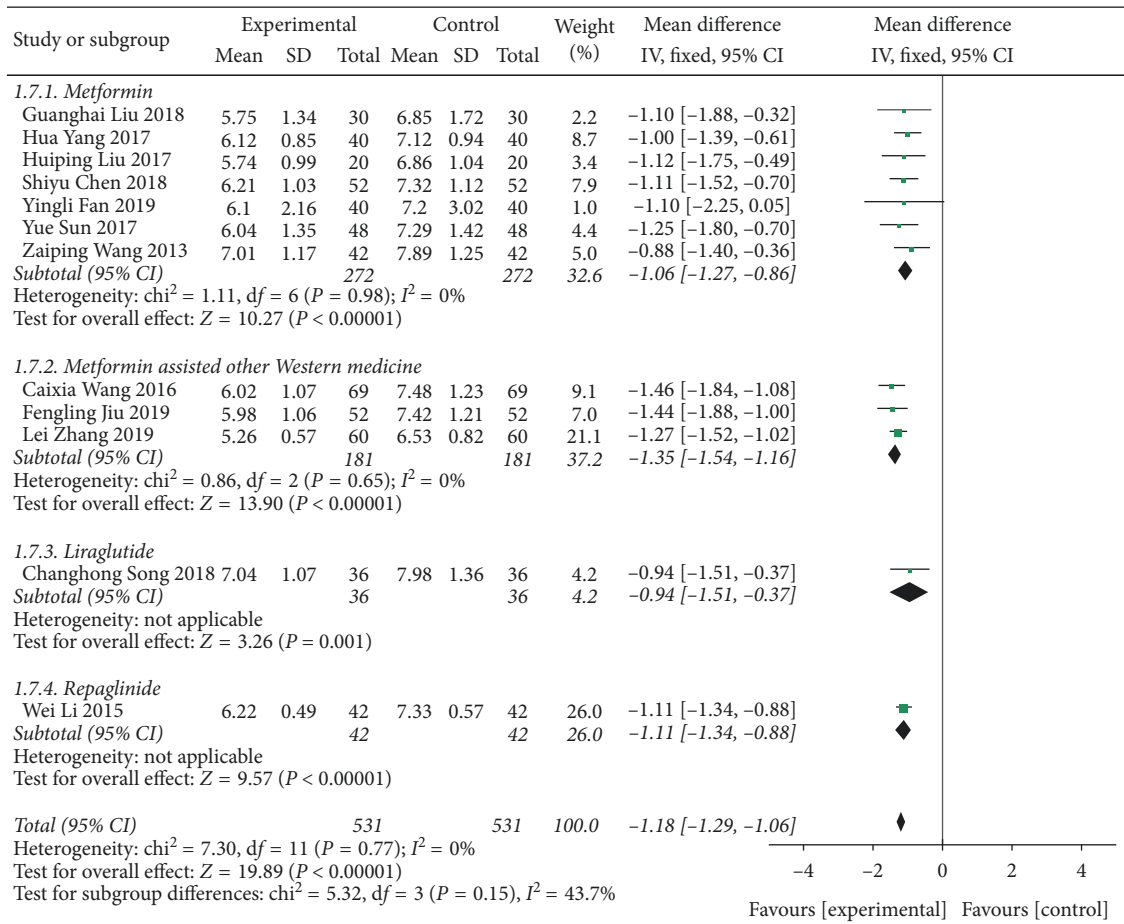 Study or subgroup Experimental Control Weight (%) Mean difference Mean difference
Mean SD Total Mean SD Total IV, fixed, 95% CI IV, fixed, 95% CI
1.7.1. Metformin
Guanghai Liu 2018 5.75 1.34 30 6.85 1.72 30 2.2 −1.10 [−1.88, −0.32]
Hua Yang 2017 6.12 0.85 40 7.12 0.94 40 8.7 −1.00 [−1.39, −0.61]
Huiping Liu 2017 5.74 0.99 20 6.86 1.04 20 3.4 −1.12 [−1.75, −0.49]
Shiyu Chen 2018 6.21 1.03 52 7.32 1.12 52 7.9 −1.11 [−1.52, −0.70]
Yingli Fan 2019 6.1 2.16 40 7.2 3.02 40 1.0 −1.10 [−2.25, 0.05]
Yue Sun 2017 6.04 1.35 48 7.29 1.42 48 4.4 −1.25 [−1.80, −0.70]
Zaiping Wang 2013 7.01 1.17 42 7.89 1.25 42 5.0 −0.88 [−1.40, −0.36]
Subtotal (95% CI) 272 272 32.6 −1.06 [−1.27, −0.86]
Heterogeneity: chi² = 1.11, df = 6 (P = 0.98); I² = 0%
Test for overall effect: Z = 10.27 (P < 0.00001)
1.7.2. Metformin assisted other Western medicine
Caixia Wang 2016 6.02 1.07 69 7.48 1.23 69 9.1 −1.46 [−1.84, −1.08]
Fengling Jiu 2019 5.98 1.06 52 7.42 1.21 52 7.0 −1.44 [−1.88, −1.00]
Lei Zhang 2019 5.26 0.57 60 6.53 0.82 60 21.1 −1.27 [−1.52, −1.02]
Subtotal (95% CI) 181 181 37.2 −1.35 [−1.54, −1.16]
Heterogeneity: chi² = 0.86, df = 2 (P = 0.65); I² = 0%
Test for overall effect: Z = 13.90 (P < 0.00001)
1.7.3. Liraglutide
Changhong Song 2018 7.04 1.07 36 7.98 1.36 36 4.2 −0.94 [−1.51, −0.37]
Subtotal (95% CI) 36 36 4.2 −0.94 [−1.51, −0.37]
Heterogeneity: not applicable
Test for overall effect: Z = 3.26 (P = 0.001)
1.7.4. Repaglinide
Wei Li 2015 6.22 0.49 42 7.33 0.57 42 26.0 −1.11 [−1.34, −0.88]
Subtotal (95% CI) 42 42 26.0 −1.11 [−1.34, −0.88]
Heterogeneity: not applicable
Test for overall effect: Z = 9.57 (P < 0.00001)
Total (95% CI) 531 531 100.0 −1.18 [−1.29, −1.06]
Heterogeneity: chi² = 7.30, df = 11 (P = 0.77); I² = 0%
Test for overall effect: Z = 19.89 (P < 0.00001)
Test for subgroup differences: chi² = 5.32, df = 3 (P = 0.15), I² = 43.7%
−4 −2 0 2 4
Favours [experimental] Favours [control]